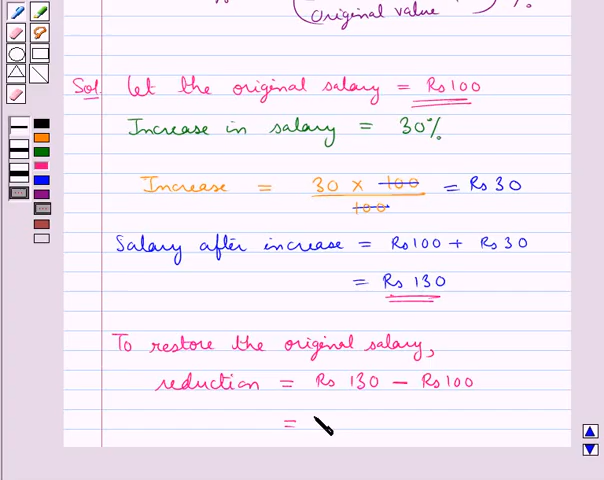 Original value %.
Sol. Let the original salary = Rs 100
Increase in salary = 30%
Increase = 30 × 100 / 100 = Rs 30
Salary after increase = Rs 100 + Rs 30
= Rs 130
To restore the original salary,
reduction = Rs 130 - Rs 100
=